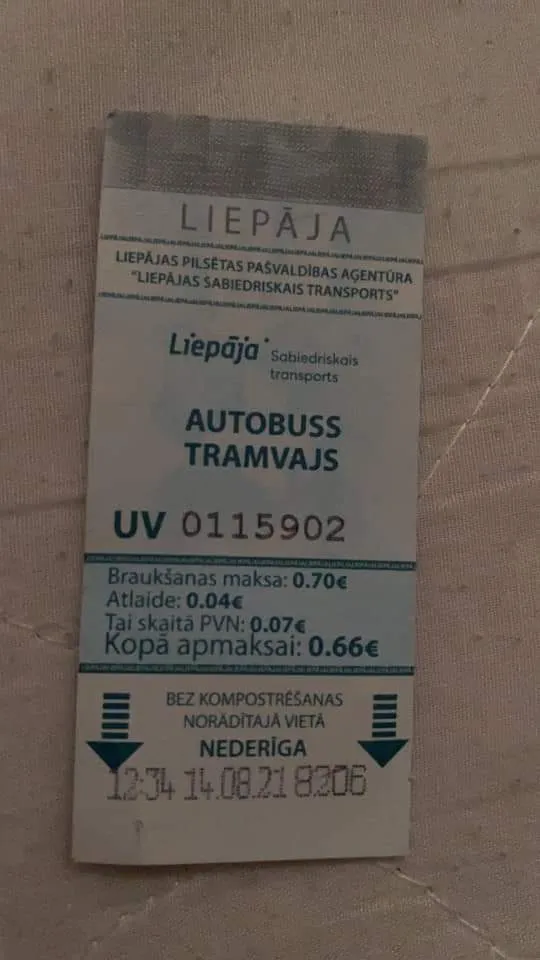 LIEPĀJA
LIEPĀJAS PILSĒTAS PAŠVALDĪBAS AĢENTŪRA
"LIEPĀJAS SABIEDRISKAIS TRANSPORTS"
Liepāja Sabiedriskais
transports
AUTOBUSS
TRAMVAJS
UV 0115902
Braukšanas maksa: 0.70€
Atlaide: 0.04€
Tai skaitā PVN: 0.07€
Kopā apmaksai: 0.66€
BEZ KOMPOSTRĒŠANAS
NORĀDĪTAJĀ VIETĀ
NEDERĪGA
12:34 14.08.21 8206